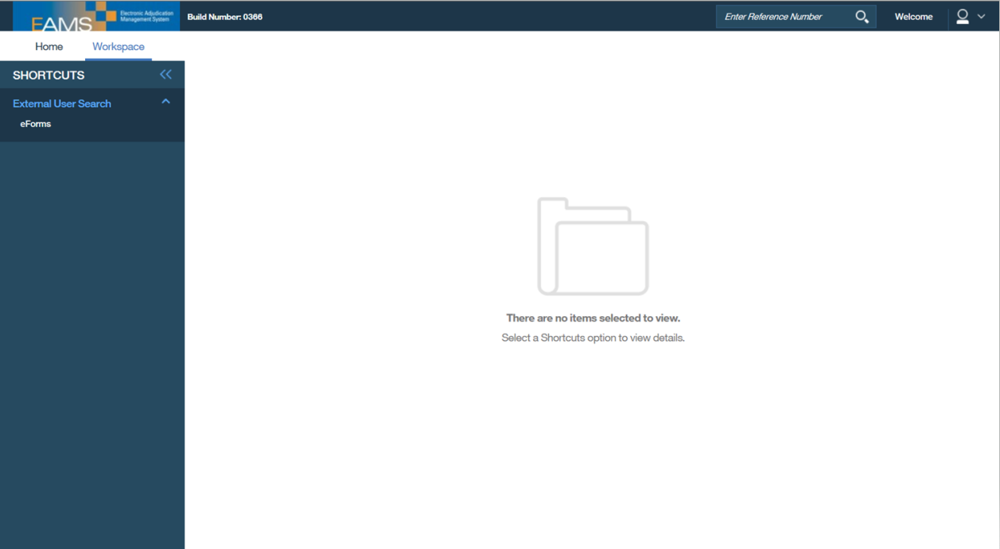 EAMS
Electronic Adjudication
Management System
Build Number: 0366
Enter Reference Number
Welcome
Home
Workspace
SHORTCUTS
External User Search
eForms
There are no items selected to view.
Select a Shortcuts option to view details.